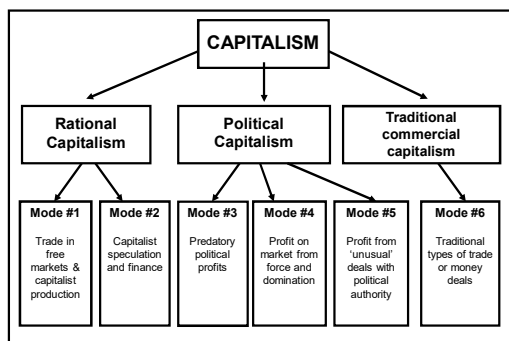 CAPITALISM
Rational
Capitalism
Political
Capitalism
Traditional
commercial
capitalism
Mode #1
Trade in
free
markets &
capitalist
production
Mode #2
Capitalist
speculation
and finance
Mode #3
Predatory
political
profits
Mode #4
Profit on
market from
force and
domination
Mode #5
Profit from
‘unusual’
deals with
political
authority
Mode #6
Traditional
types of trade
or money
deals